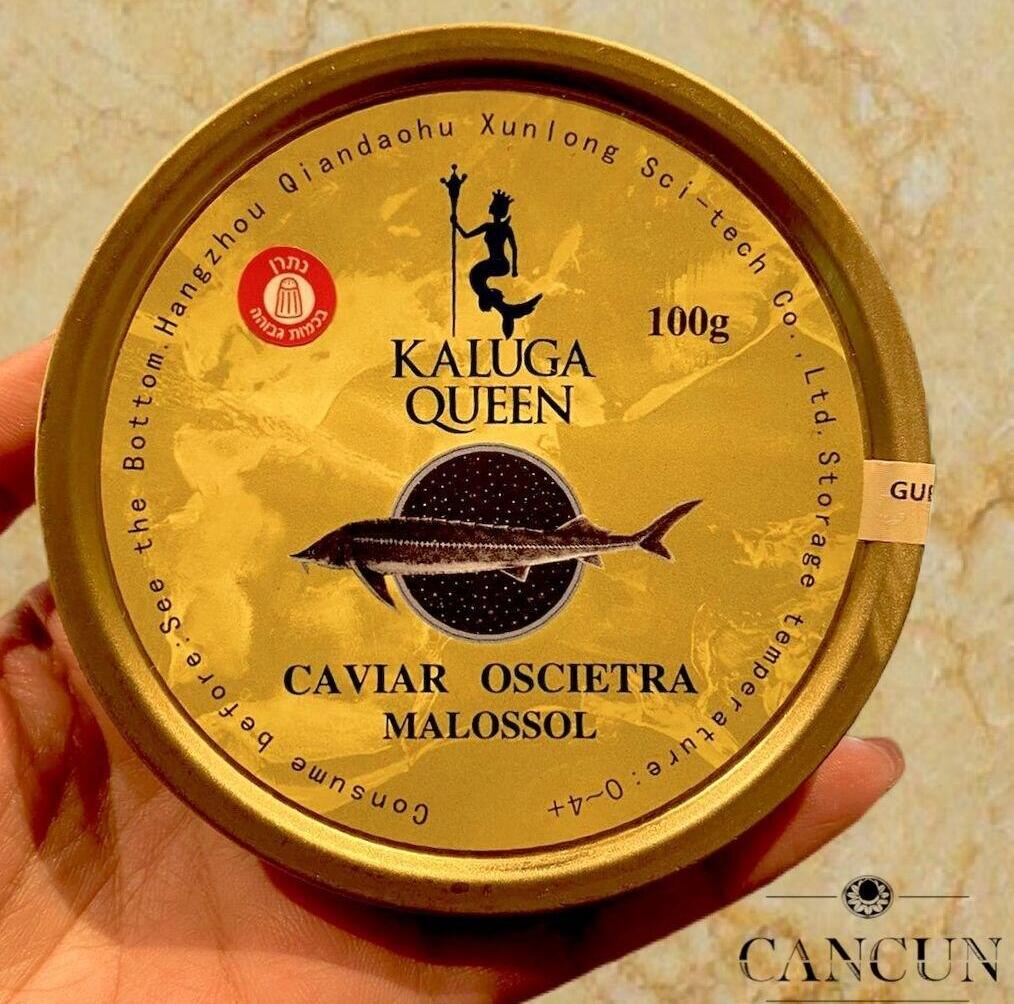 Consume before:See the Bottom.Hangzhou Qiandaohu Xunlong Sci-tech Co.,Ltd.Storage temperature:0~4+
נתרן
בכמות גבוהה
100g
KALUGA
QUEEN
CAVIAR OSCIETRA
MALOSSOL
CANCUN